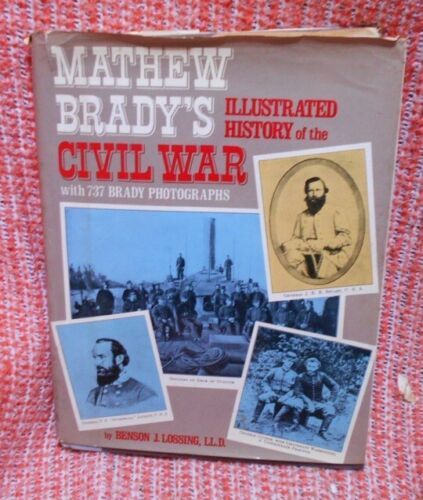 MATHEW
BRADY'S
ILLUSTRATED
HISTORY of the
CIVIL WAR
with 737 BRADY PHOTOGRAPHS
by BENSON J. LOSSING, LL.D.